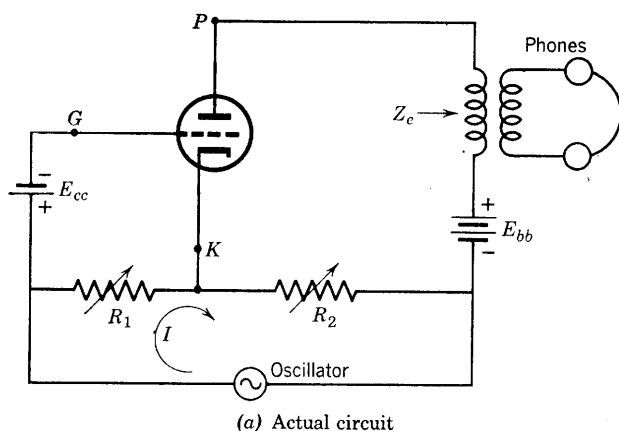 P
Phones
G
Z_c
- E_cc +
K
+ E_bb -
R_1
I
R_2
Oscillator
(a) Actual circuit